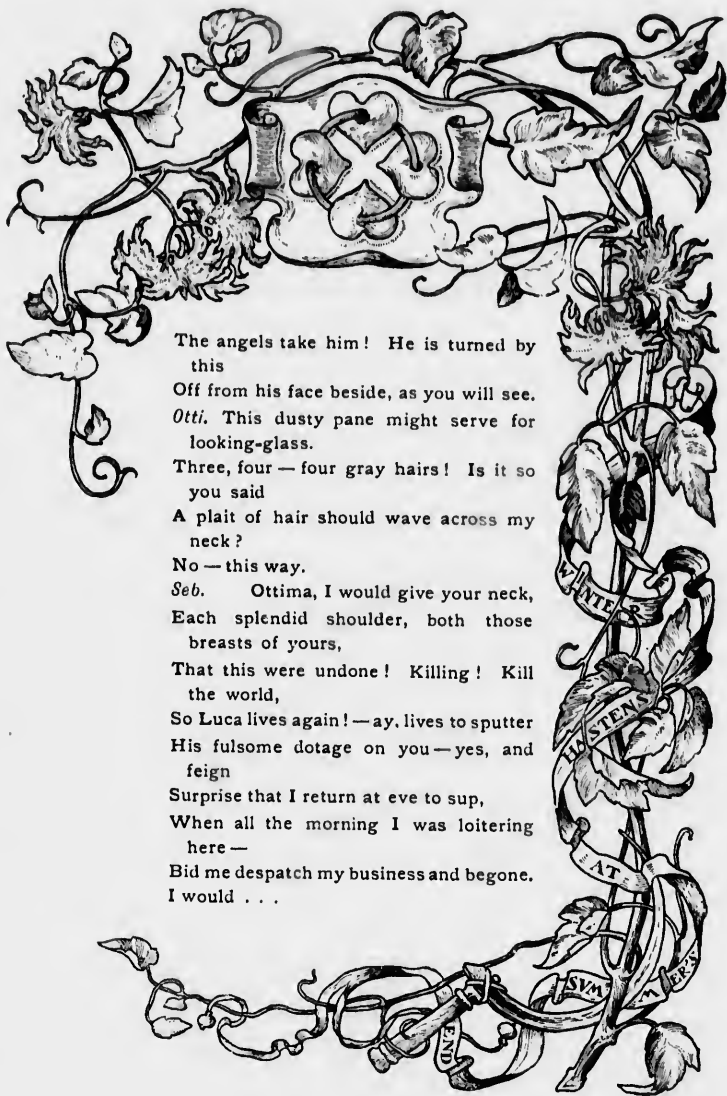 The angels take him! He is turned by
this
Off from his face beside, as you will see.
Otti. This dusty pane might serve for
looking-glass.
Three, four — four gray hairs! Is it so
you said
A plait of hair should wave across my
neck?
No — this way.
Seb. Ottima, I would give your neck,
Each splendid shoulder, both those
breasts of yours,
That this were undone! Killing! Kill
the world,
So Luca lives again! — ay, lives to sputter
His fulsome dotage on you — yes, and
feign
Surprise that I return at eve to sup,
When all the morning I was loitering
here —
Bid me despatch my business and begone.
I would . . .
WINTER
HASTENS
AT
SVMMER'S
END